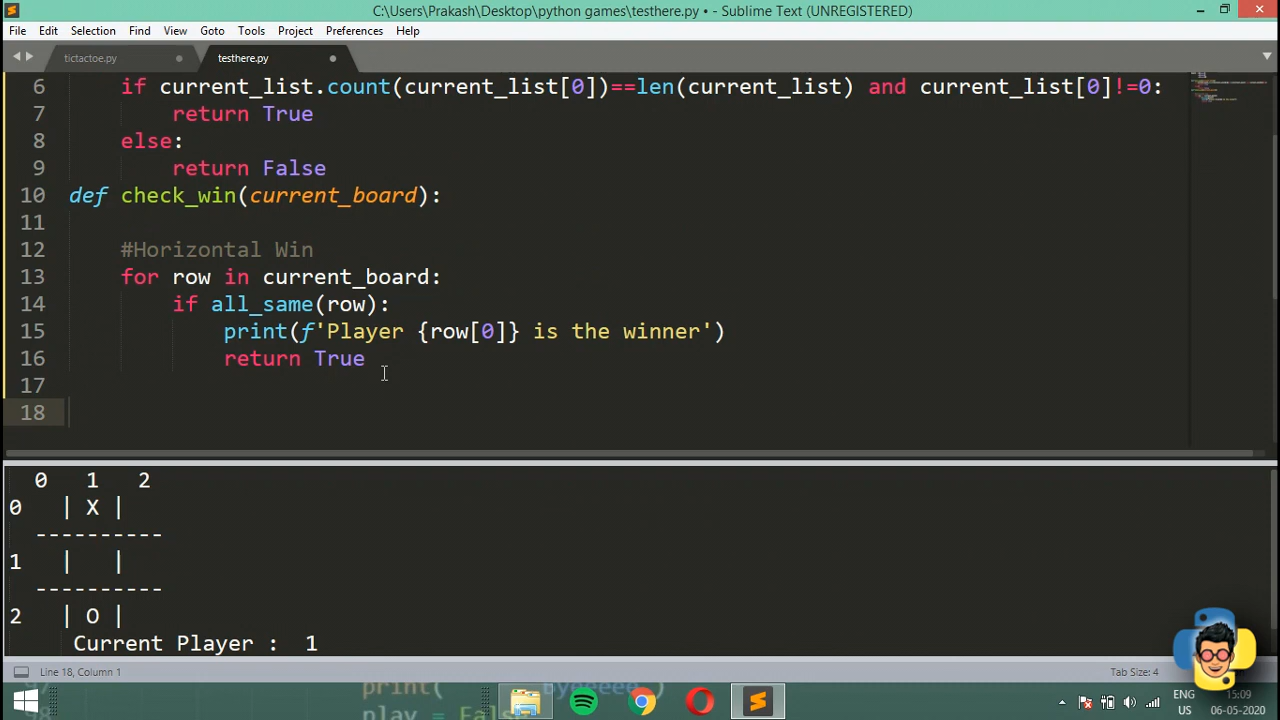 C:\Users\Prakash\Desktop\python games\testhere.py • - Sublime Text (UNREGISTERED)
File Edit Selection Find View Goto Tools Project Preferences Help
tictactoe.py testhere.py
6 if current_list.count(current_list[0])==len(current_list) and current_list[0]!=0:
7 return True
8 else:
9 return False
10 def check_win(current_board):
11
12 #Horizontal Win
13 for row in current_board:
14 if all_same(row):
15 print(f'Player {row[0]} is the winner')
16 return True
17
18
0 1 2
0 | X |
----------
1 | |
----------
2 | O |
Current Player : 1
Line 18, Column 1 Tab Size: 4
print( byeeeee )
98 play = False
ENG 15:09
US 06-05-2020